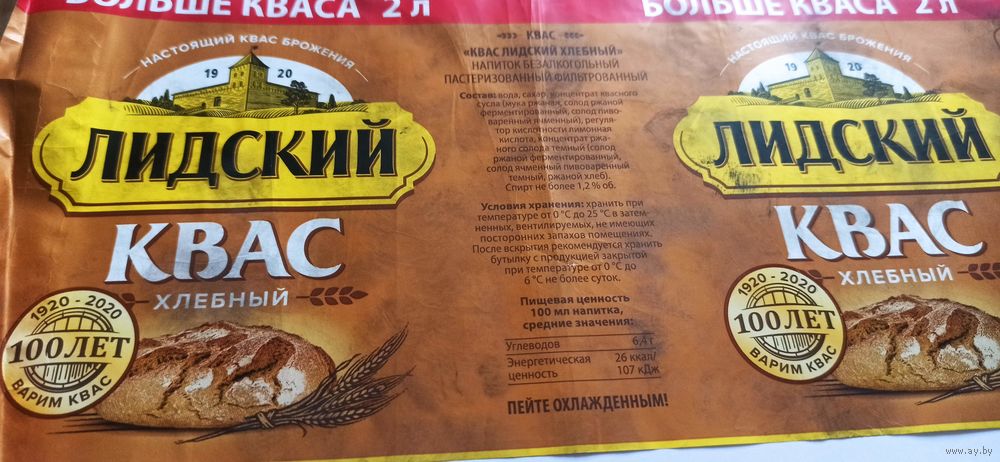 БОЛЬШЕ КВАСА 2 Л
НАСТОЯЩИЙ КВАС БРОЖЕНИЯ
19 20
ЛИДСКИЙ
КВАС
ХЛЕБНЫЙ
1920 - 2020
100 ЛЕТ
ВАРИМ КВАС
КВАС
«КВАС ЛИДСКИЙ ХЛЕБНЫЙ»
НАПИТОК БЕЗАЛКОГОЛЬНЫЙ
ПАСТЕРИЗОВАННЫЙ ФИЛЬТРОВАННЫЙ
Состав: вода, сахар, концентрат квасного
сусла (мука ржаная, солод ржаной
ферментированный, солод пиво-
варенный ячменный), регуля-
тор кислотности лимонная
кислота, концентрат ржа-
ного солода темный (солод
ржаной ферментированный,
солод ячменный пивоваренный
темный, ржаной хлеб).
Спирт не более 1,2 % об.
Условия хранения: хранить при
температуре от 0 °С до 25 °С в затем-
ненных, вентилируемых, не имеющих
посторонних запахов помещениях.
После вскрытия рекомендуется хранить
бутылку с продукцией закрытой
при температуре от 0 °С до
6 °С не более суток.
Пищевая ценность
100 мл напитка,
средние значения:
Углеводов 6,4 г
Энергетическая 26 ккал/
ценность 107 кДж
ПЕЙТЕ ОХЛАЖДЕННЫМ!
БОЛЬШЕ КВАСА 2 Л
НАСТОЯЩИЙ КВАС БРОЖЕНИЯ
19 20
ЛИДСКИЙ
КВАС
ХЛЕБНЫЙ
1920 - 2020
100 ЛЕТ
ВАРИМ КВАС
www.ay.by